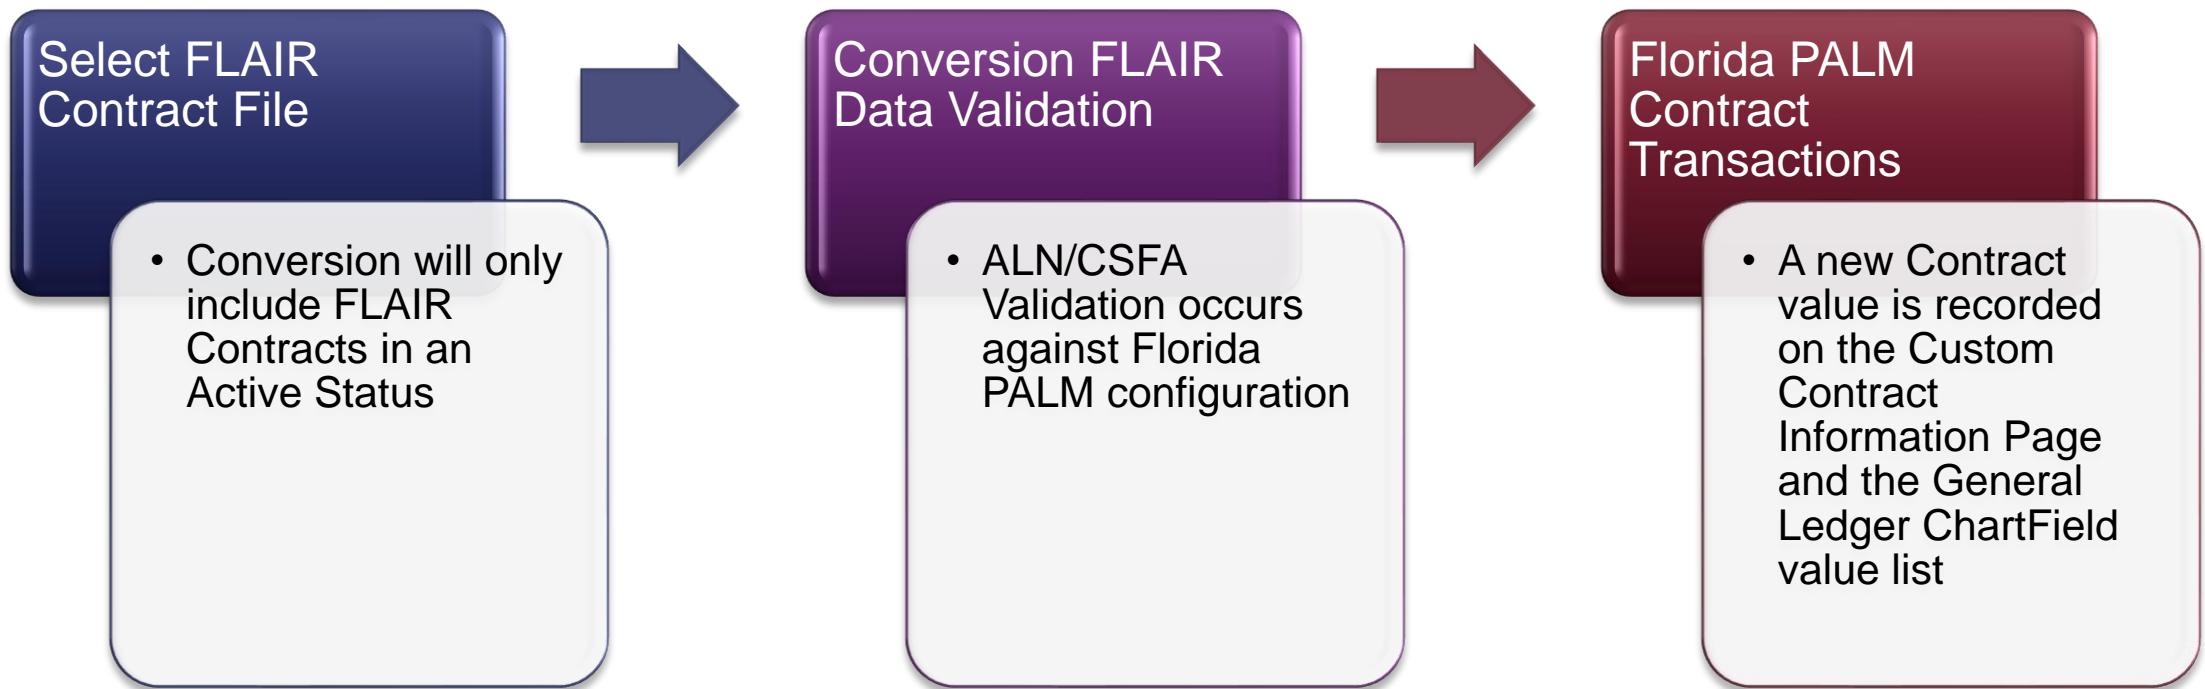 Select FLAIR
Contract File
• Conversion will only
include FLAIR
Contracts in an
Active Status
Conversion FLAIR
Data Validation
• ALN/CSFA
Validation occurs
against Florida
PALM configuration
Florida PALM
Contract
Transactions
• A new Contract
value is recorded
on the Custom
Contract
Information Page
and the General
Ledger ChartField
value list